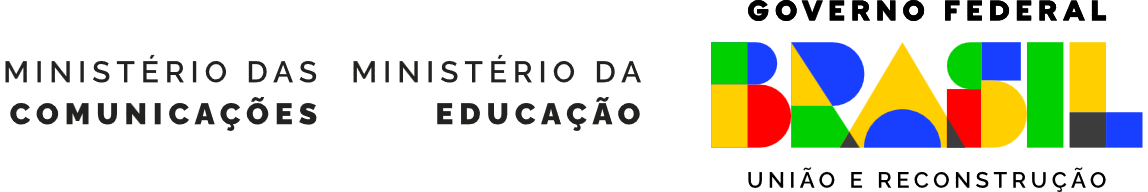 MINISTÉRIO DAS
COMUNICAÇÕES
MINISTÉRIO DA
EDUCAÇÃO
GOVERNO FEDERAL
BRASIL
UNIÃO E RECONSTRUÇÃO